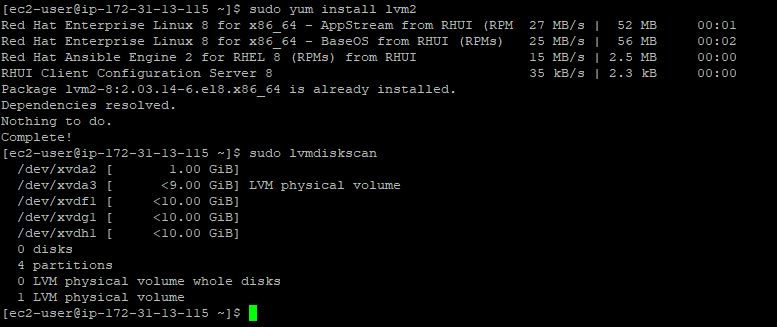 [ec2-user@ip-172-31-13-115 ~]$ sudo yum install lvm2
Red Hat Enterprise Linux 8 for x86_64 - AppStream from RHUI (RPM  27 MB/s |  52 MB     00:01
Red Hat Enterprise Linux 8 for x86_64 - BaseOS from RHUI (RPMs)   25 MB/s |  56 MB     00:02
Red Hat Ansible Engine 2 for RHEL 8 (RPMs) from RHUI              15 MB/s | 2.5 MB     00:00
RHUI Client Configuration Server 8                                35 kB/s | 2.3 kB     00:00
Package lvm2-8:2.03.14-6.el8.x86_64 is already installed.
Dependencies resolved.
Nothing to do.
Complete!
[ec2-user@ip-172-31-13-115 ~]$ sudo lvmdiskscan
  /dev/xvda2 [       1.00 GiB]
  /dev/xvda3 [      <9.00 GiB] LVM physical volume
  /dev/xvdf1 [     <10.00 GiB]
  /dev/xvdg1 [     <10.00 GiB]
  /dev/xvdh1 [     <10.00 GiB]
  0 disks
  4 partitions
  0 LVM physical volume whole disks
  1 LVM physical volume
[ec2-user@ip-172-31-13-115 ~]$